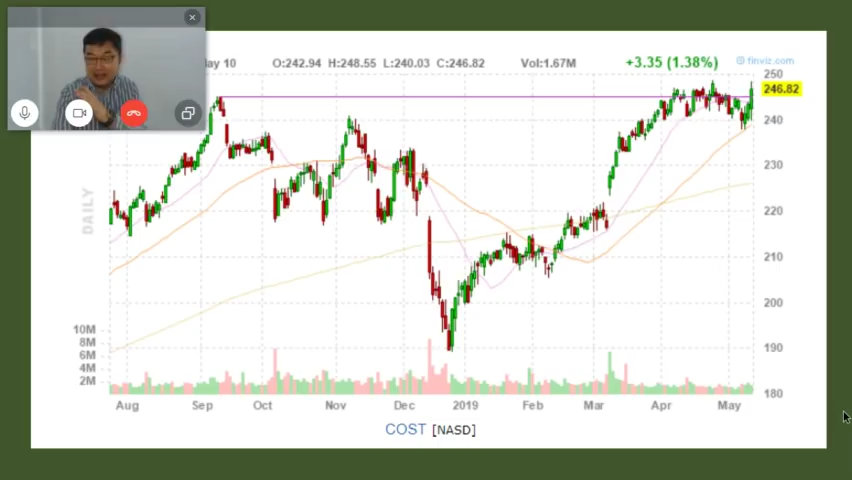 ay 10 O:242.94 H:248.55 L:240.03 C:246.82 Vol:1.67M +3.35 (1.38%) finviz.com
250
246.82
240
230
DAILY
220
210
200
10M
8M
6M
4M
2M
190
180
Aug Sep Oct Nov Dec 2019 Feb Mar Apr May
COST [NASD]